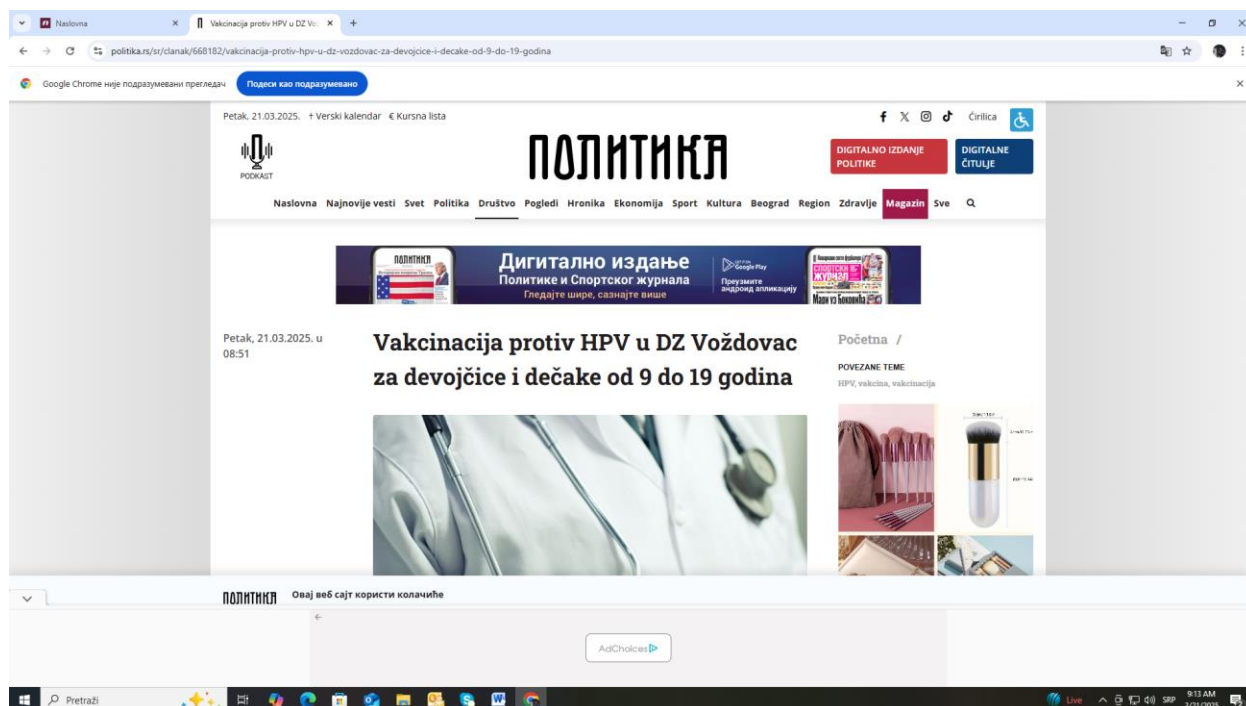 Naslovna
Vakcinacija protiv HPV u DZ Vo
politika.rs/sr/clanak/668182/vakcinacija-protiv-hpv-u-dz-vozdovac-za-devojcice-i-decake-od-9-do-19-godina
Google Chrome није подразумевани прегледач
Подеси као подразумевано
Petak, 21.03.2025. † Verski kalendar € Kursna lista
Ćirilica
PODKAST
ПОЛИТИКА
DIGITALNO IZDANJE
POLITIKE
DIGITALNE
ČITULJE
Naslovna Najnovije vesti Svet Politika Društvo Pogledi Hronika Ekonomija Sport Kultura Beograd Region Zdravlje Magazin Sve
ПОЛИТИКА
Дигитално издање
Политике и Спортског журнала
Гледајте шире, сазнајте више
Google Play
Преузмите
андроид апликацију
СПОРТСКИ
ЖУРНАЛ
Petak, 21.03.2025. u
08:51
Vakcinacija protiv HPV u DZ Voždovac
za devojčice i dečake od 9 do 19 godina
Početna /
POVEZANE TEME
HPV, vakcina, vakcinacija
ПОЛИТИКА
Овај веб сајт користи колачиће
AdChoices
Pretraži
Live
SRP
9:13 AM
3/21/2025